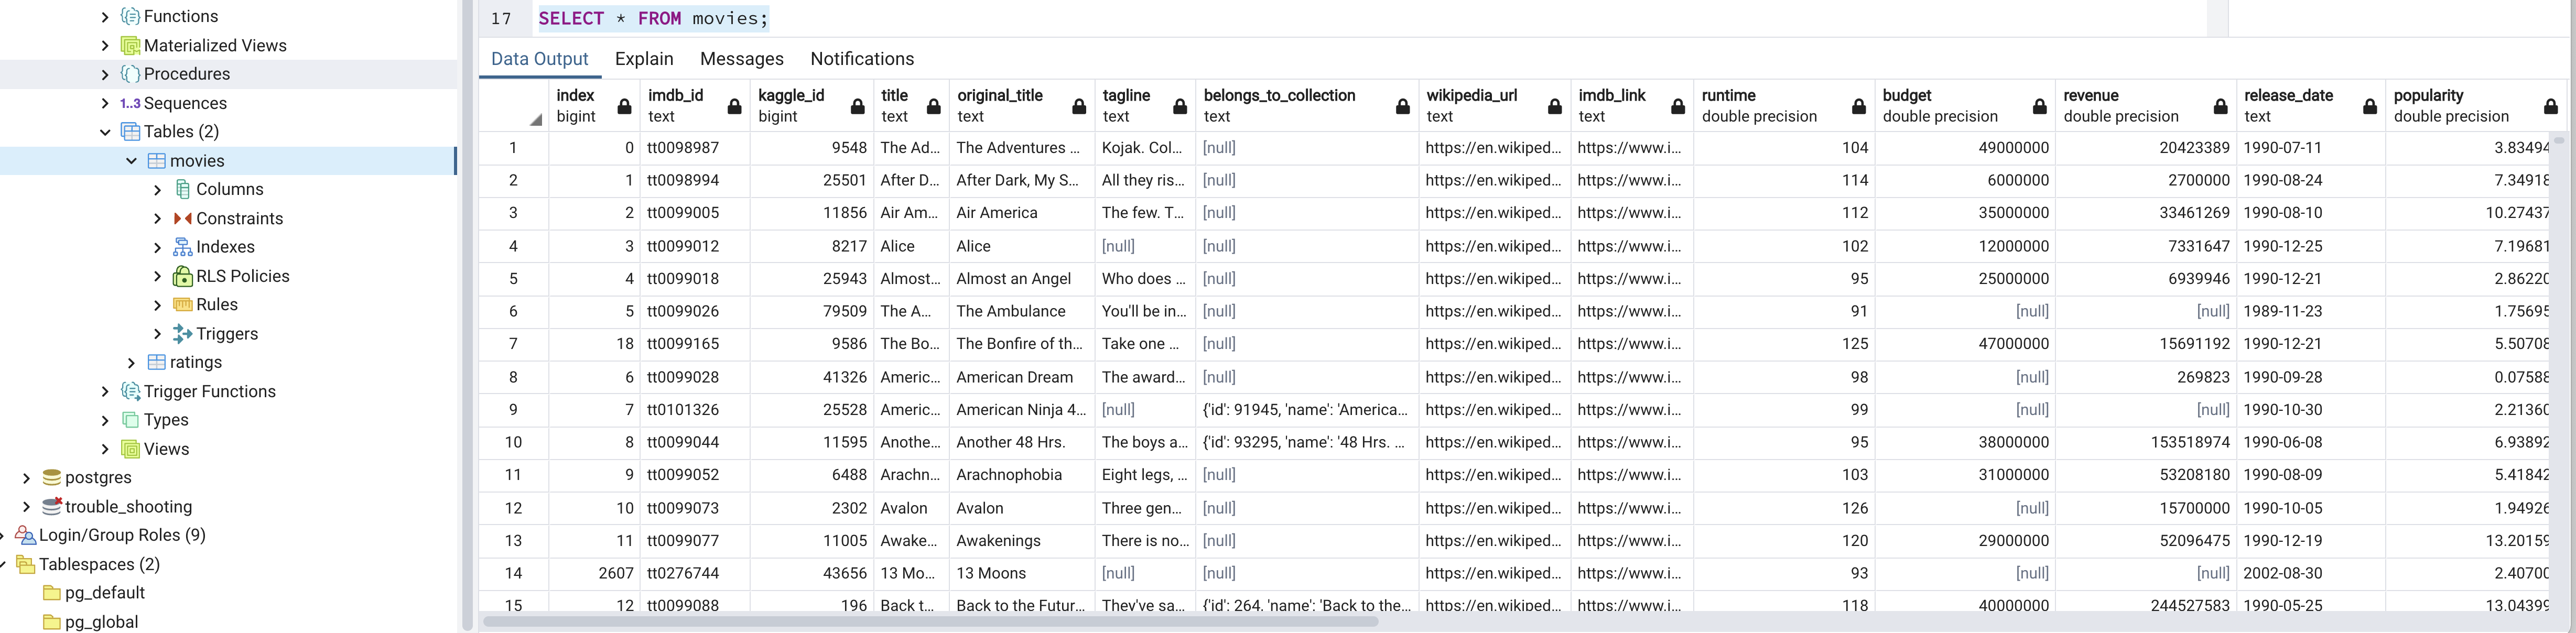 Functions
Materialized Views
Procedures
1..3 Sequences
Tables (2)
movies
Columns
Constraints
Indexes
RLS Policies
Rules
Triggers
ratings
Trigger Functions
Types
Views
postgres
trouble_shooting
Login/Group Roles (9)
Tablespaces (2)
pg_default
pg_global
17 SELECT * FROM movies;
Data Output Explain Messages Notifications
index imdb_id kaggle_id title original_title tagline belongs_to_collection wikipedia_url imdb_link runtime budget revenue release_date popularity
bigint text bigint text text text text text text double precision double precision double precision text double precision
1 0 tt0098987 9548 The Ad... The Adventures ... Kojak. Col... [null] https://en.wikiped... https://www.i... 104 49000000 20423389 1990-07-11 3.83494
2 1 tt0098994 25501 After D... After Dark, My S... All they ris... [null] https://en.wikiped... https://www.i... 114 6000000 2700000 1990-08-24 7.34918
3 2 tt0099005 11856 Air Am... Air America The few. T... [null] https://en.wikiped... https://www.i... 112 35000000 33461269 1990-08-10 10.27437
4 3 tt0099012 8217 Alice Alice [null] [null] https://en.wikiped... https://www.i... 102 12000000 7331647 1990-12-25 7.19681
5 4 tt0099018 25943 Almost... Almost an Angel Who does ... [null] https://en.wikiped... https://www.i... 95 25000000 6939946 1990-12-21 2.86220
6 5 tt0099026 79509 The A... The Ambulance You'll be in... [null] https://en.wikiped... https://www.i... 91 [null] [null] 1989-11-23 1.75695
7 18 tt0099165 9586 The Bo... The Bonfire of th... Take one ... [null] https://en.wikiped... https://www.i... 125 47000000 15691192 1990-12-21 5.50708
8 6 tt0099028 41326 Americ... American Dream The award... [null] https://en.wikiped... https://www.i... 98 [null] 269823 1990-09-28 0.07588
9 7 tt0101326 25528 Americ... American Ninja 4... [null] {'id': 91945, 'name': 'America... https://en.wikiped... https://www.i... 99 [null] [null] 1990-10-30 2.21360
10 8 tt0099044 11595 Anothe... Another 48 Hrs. The boys a... {'id': 93295, 'name': '48 Hrs. ... https://en.wikiped... https://www.i... 95 38000000 153518974 1990-06-08 6.93892
11 9 tt0099052 6488 Arachn... Arachnophobia Eight legs, ... [null] https://en.wikiped... https://www.i... 103 31000000 53208180 1990-08-09 5.41842
12 10 tt0099073 2302 Avalon Avalon Three gen... [null] https://en.wikiped... https://www.i... 126 [null] 15700000 1990-10-05 1.94926
13 11 tt0099077 11005 Awake... Awakenings There is no... [null] https://en.wikiped... https://www.i... 120 29000000 52096475 1990-12-19 13.20159
14 2607 tt0276744 43656 13 Mo... 13 Moons [null] [null] https://en.wikiped... https://www.i... 93 [null] [null] 2002-08-30 2.40700
15 12 tt0099088 196 Back t... Back to the Futur... They've sa... {'id': 264, 'name': 'Back to the... https://en.wikiped... https://www.i... 118 40000000 244527583 1990-05-25 13.04399